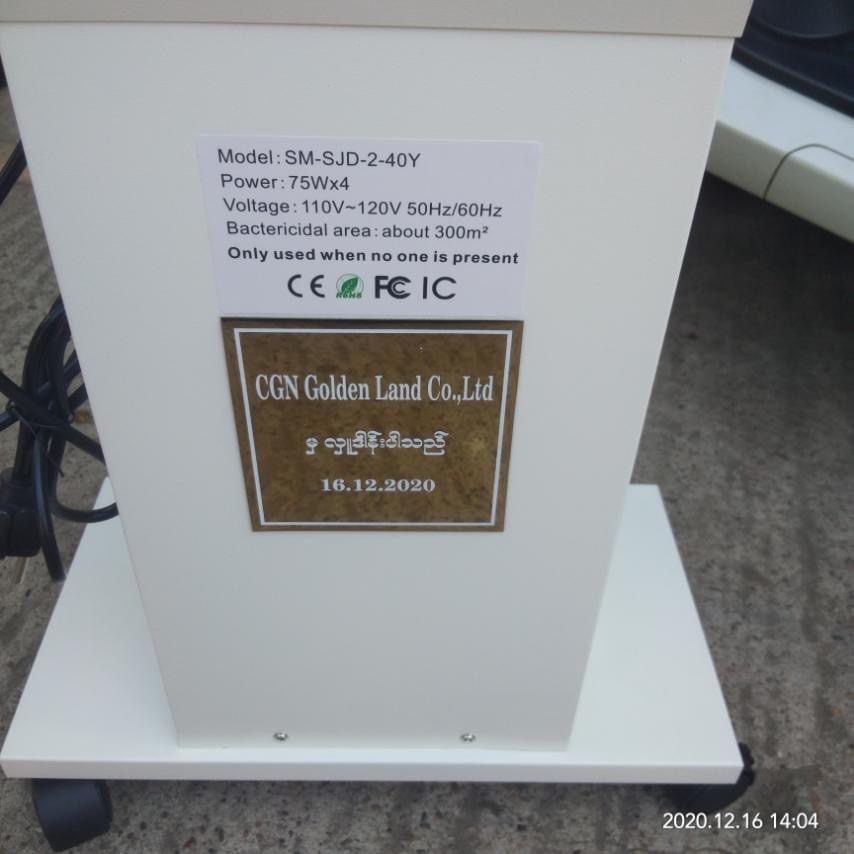 Model: SM-SJD-2-40Y
Power: 75Wx4
Voltage: 110V~120V 50Hz/60Hz
Bactericidal area: about 300m²
Only used when no one is present
CE RoHS FC IC
CGN Golden Land Co.,Ltd
မှ လှူဒါန်းပါသည်
16.12.2020
2020.12.16 14:04